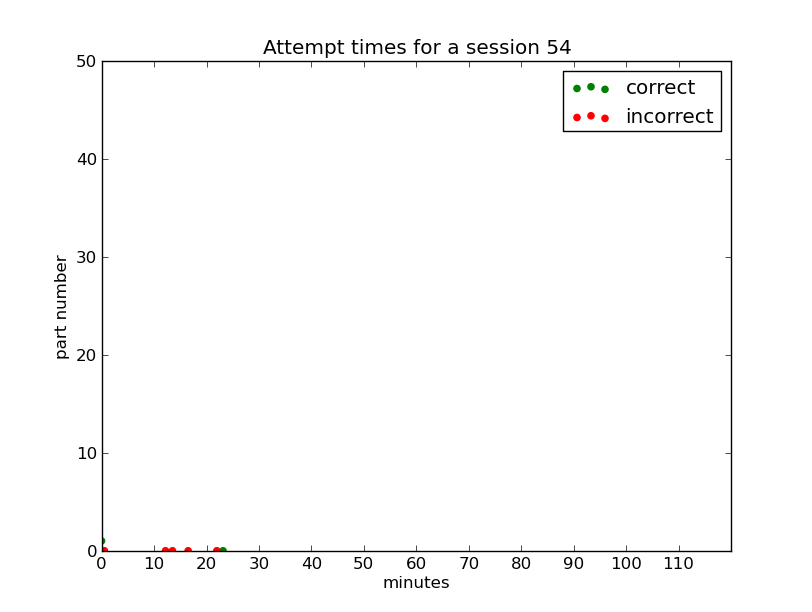 Attempt times for a session 54
50
correct
incorrect
40
30
part number
20
10
0
0 10 20 30 40 50 60 70 80 90 100 110
minutes